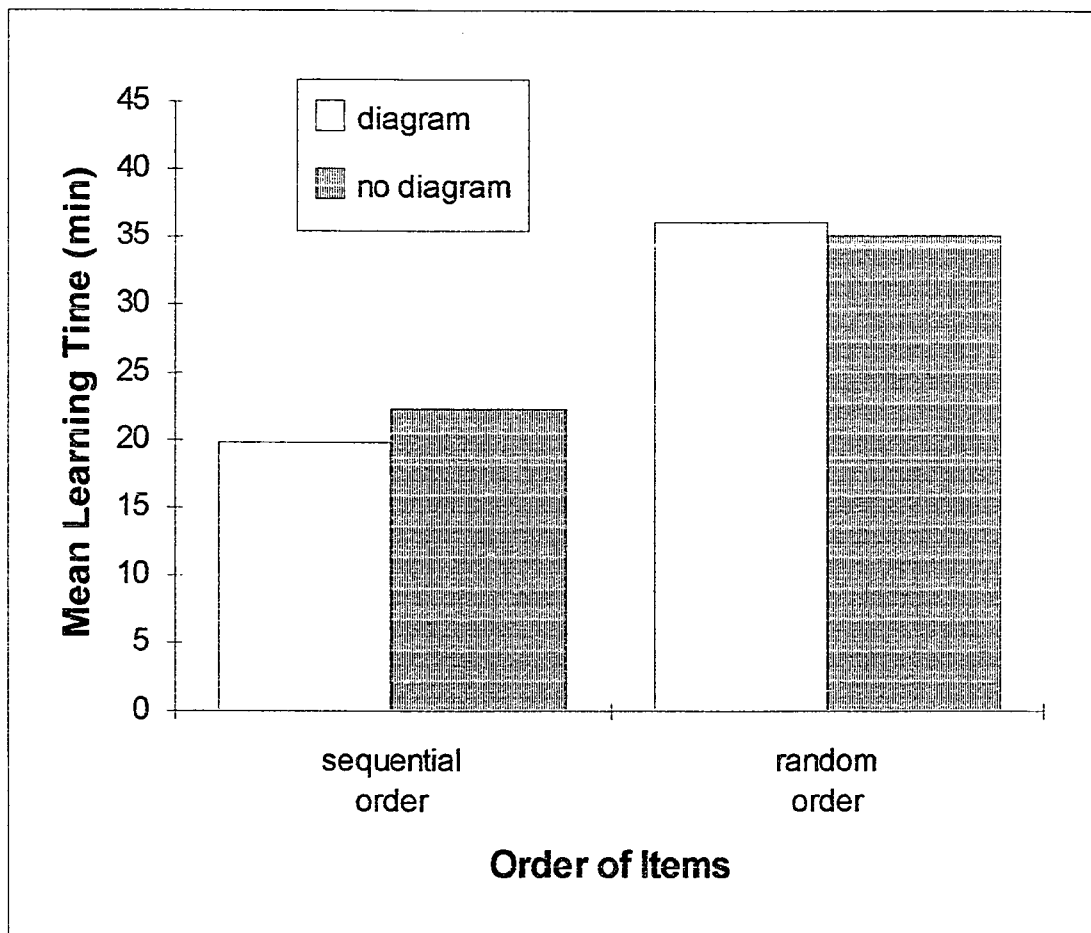 45
40
35
30
25
20
15
10
5
0
Mean Learning Time (min)
diagram
no diagram
sequential
order
random
order
Order of Items